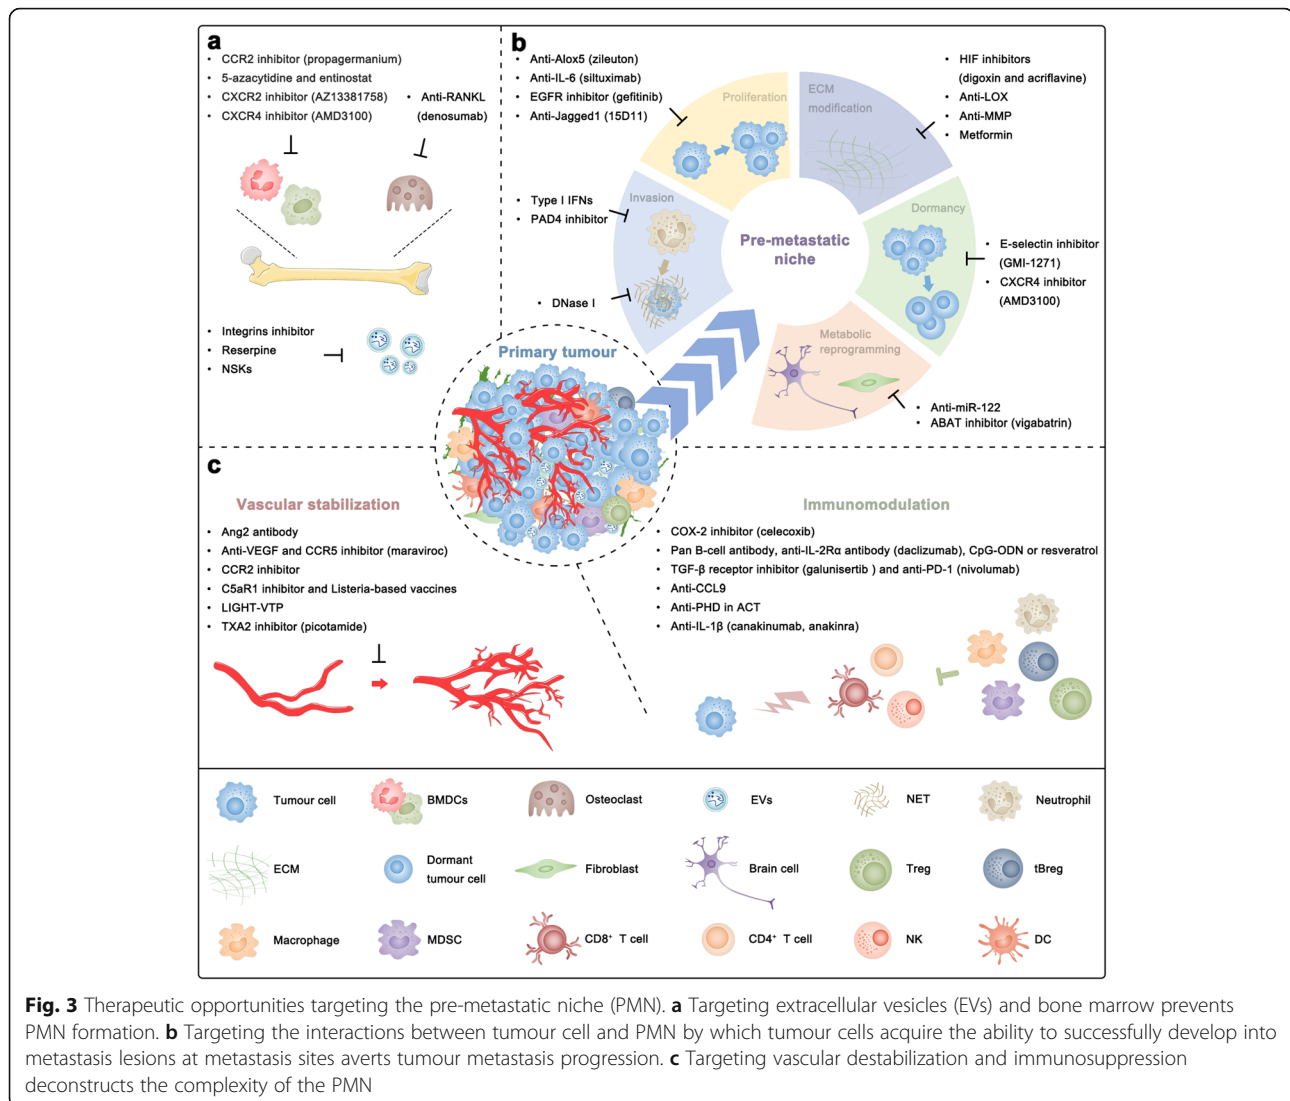 a
• CCR2 inhibitor (propagermanium)
• 5-azacytidine and entinostat
• CXCR2 inhibitor (AZ13381758)
• CXCR4 inhibitor (AMD3100)
• Anti-RANKL
(denosumab)
• Integrins inhibitor
• Reserpine
• NSKs
b
• Anti-Alox5 (zileuton)
• Anti-IL-6 (siltuximab)
• EGFR inhibitor (gefitinib)
• Anti-Jagged1 (15D11)
Proliferation
ECM
modification
• HIF inhibitors
(digoxin and acriflavine)
• Anti-LOX
• Anti-MMP
• Metformin
• Type I IFNs
• PAD4 inhibitor
Invasion
• DNase I
Pre-metastatic
niche
Dormancy
• E-selectin inhibitor
(GMI-1271)
• CXCR4 inhibitor
(AMD3100)
Metabolic
reprogramming
• Anti-miR-122
• ABAT inhibitor (vigabatrin)
Primary tumour
c
Vascular stabilization
• Ang2 antibody
• Anti-VEGF and CCR5 inhibitor (maraviroc)
• CCR2 inhibitor
• C5aR1 inhibitor and Listeria-based vaccines
• LIGHT-VTP
• TXA2 inhibitor (picotamide)
Immunomodulation
• COX-2 inhibitor (celecoxib)
• Pan B-cell antibody, anti-IL-2Rα antibody (daclizumab), CpG-ODN or resveratrol
• TGF-β receptor inhibitor (galunisertib ) and anti-PD-1 (nivolumab)
• Anti-CCL9
• Anti-PHD in ACT
• Anti-IL-1β (canakinumab, anakinra)
Tumour cell
BMDCs
Osteoclast
EVs
NET
Neutrophil
ECM
Dormant
tumour cell
Fibroblast
Brain cell
Treg
tBreg
Macrophage
MDSC
CD8⁺ T cell
CD4⁺ T cell
NK
DC
Fig. 3 Therapeutic opportunities targeting the pre-metastatic niche (PMN). a Targeting extracellular vesicles (EVs) and bone marrow prevents
PMN formation. b Targeting the interactions between tumour cell and PMN by which tumour cells acquire the ability to successfully develop into
metastasis lesions at metastasis sites averts tumour metastasis progression. c Targeting vascular destabilization and immunosuppression
deconstructs the complexity of the PMN